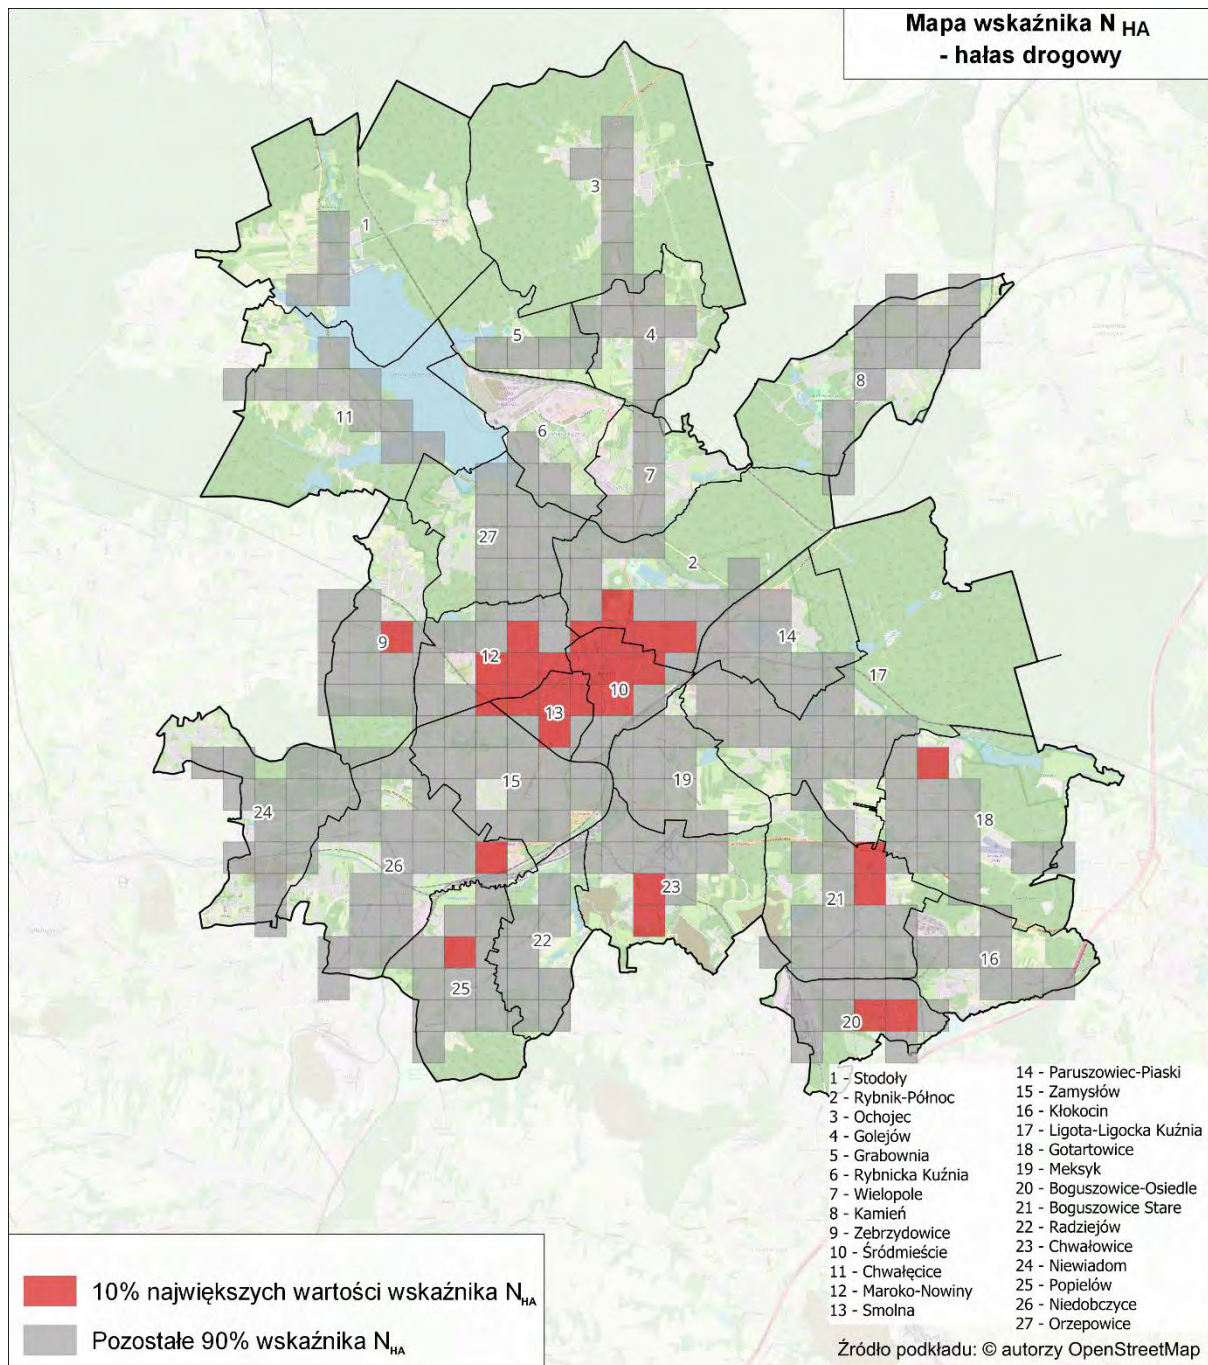 Mapa wskaźnika N HA
- hałas drogowy
3
1
5
4
8
11
6
7
27
2
9
12
14
10
17
13
15
19
24
18
26
23
21
22
16
25
20
1 - Stodoły
2 - Rybnik-Północ
3 - Ochojec
4 - Golejów
5 - Grabownia
6 - Rybnicka Kuźnia
7 - Wielopole
8 - Kamień
9 - Zebrzydowice
10 - Śródmieście
11 - Chwałęcice
12 - Maroko-Nowiny
13 - Smolna
14 - Paruszowiec-Piaski
15 - Zamysłów
16 - Kłokocin
17 - Ligota-Ligocka Kuźnia
18 - Gotartowice
19 - Meksyk
20 - Boguszowice-Osiedle
21 - Boguszowice Stare
22 - Radziejów
23 - Chwałowice
24 - Niewiadom
25 - Popielów
26 - Niedobczyce
27 - Orzepowice
10% największych wartości wskaźnika NHA
Pozostałe 90% wskaźnika NHA
Źródło podkładu: © autorzy OpenStreetMap